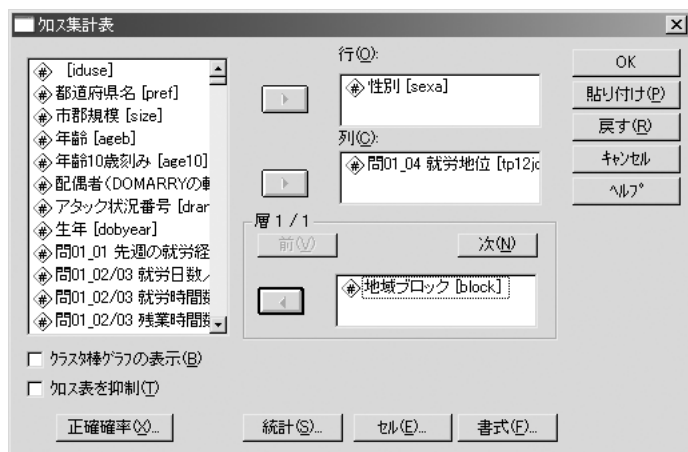 クロス集計表
[iduse]
都道府県名 [pref]
市郡規模 [size]
年齢 [ageb]
年齢10歳刻み [age10]
配偶者(DOMARRYの
アタック状況番号 [drar
生年 [dobyear]
問01_01 先週の就労経
問01_02/03 就労日数/
問01_02/03 就労時間数
問01_02/03 残業時間数
行(O):
性別 [sexa]
列(C):
問01_04 就労地位 [tp12jo
層 1 / 1
前(V)
次(N)
地域ブロック [block]
OK
貼り付け(P)
戻す(R)
キャンセル
ヘルプ
クラスタ棒グラフの表示(B)
クロス表を抑制(T)
正確確率(X)...
統計(S)...
セル(E)...
書式(F)...